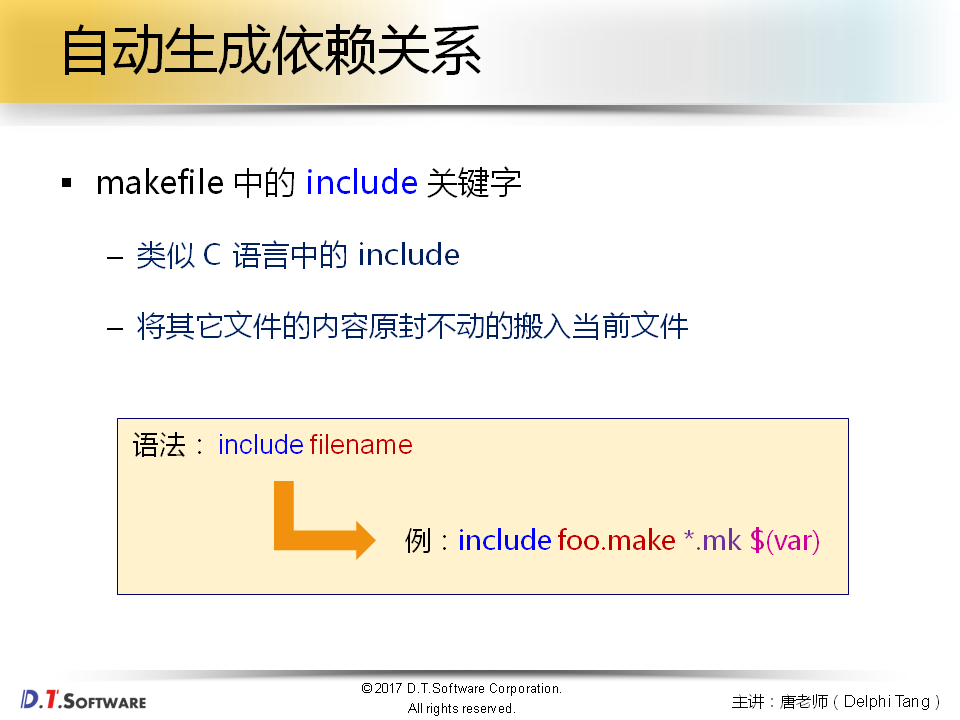 自动生成依赖关系
▪ makefile 中的 include 关键字
– 类似 C 语言中的 include
– 将其它文件的内容原封不动的搬入当前文件
语法： include filename
例：include foo.make *.mk $(var)
D.T.SOFTWARE
©2017 D.T.Software Corporation.
All rights reserved.
主讲：唐老师（Delphi Tang）